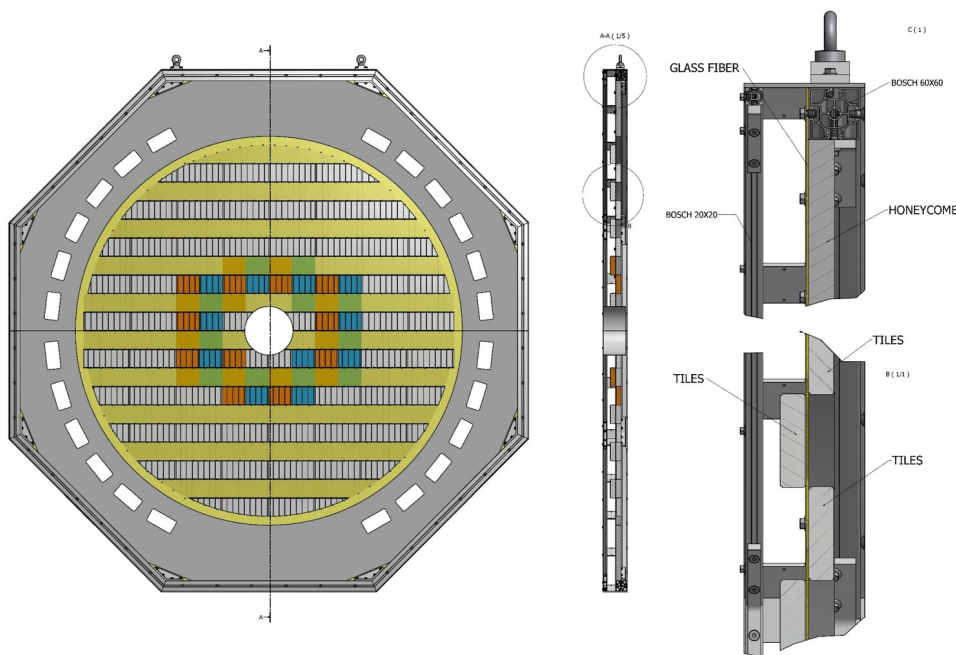 A
A-A ( 1/5 )
B
A
C ( 1 )
GLASS FIBER
BOSCH 60X60
BOSCH 20X20
HONEYCOMB
TILES
B ( 1/1 )
TILES
TILES